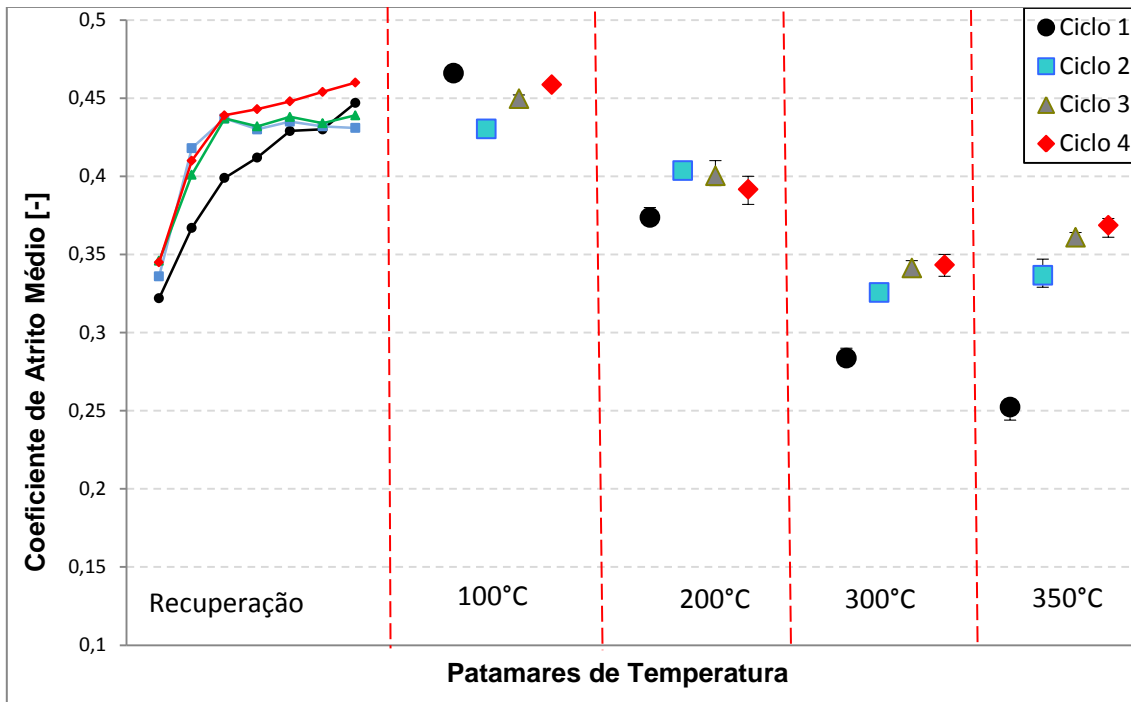 0,5
0,45
0,4
0,35
0,3
0,25
0,2
0,15
0,1
Coeficiente de Atrito Médio [-]
Ciclo 1
Ciclo 2
Ciclo 3
Ciclo 4
Recuperação
100°C
200°C
300°C
350°C
Patamares de Temperatura